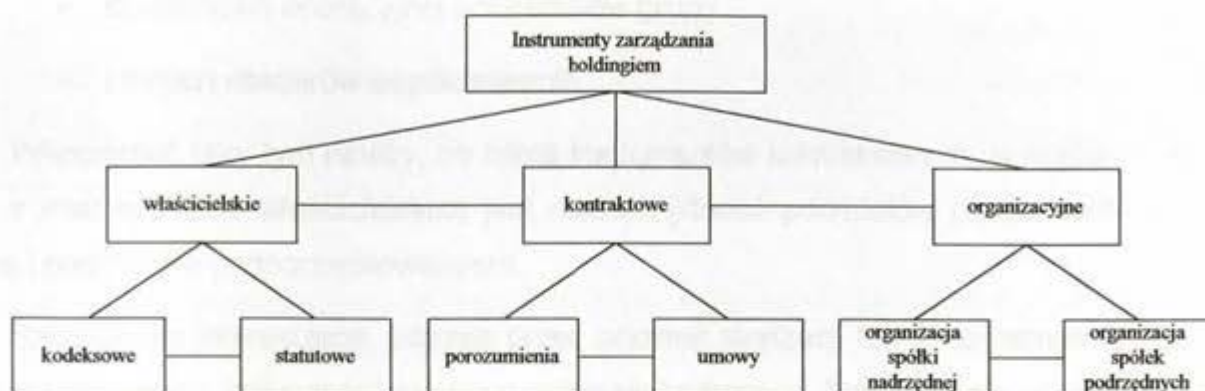 Instrumenty zarządzania
holdingiem
właścicielskie
kontraktowe
organizacyjne
kodeksowe
statutowe
porozumienia
umowy
organizacja
spółki
nadrzędnej
organizacja
spółek
podrzędnych